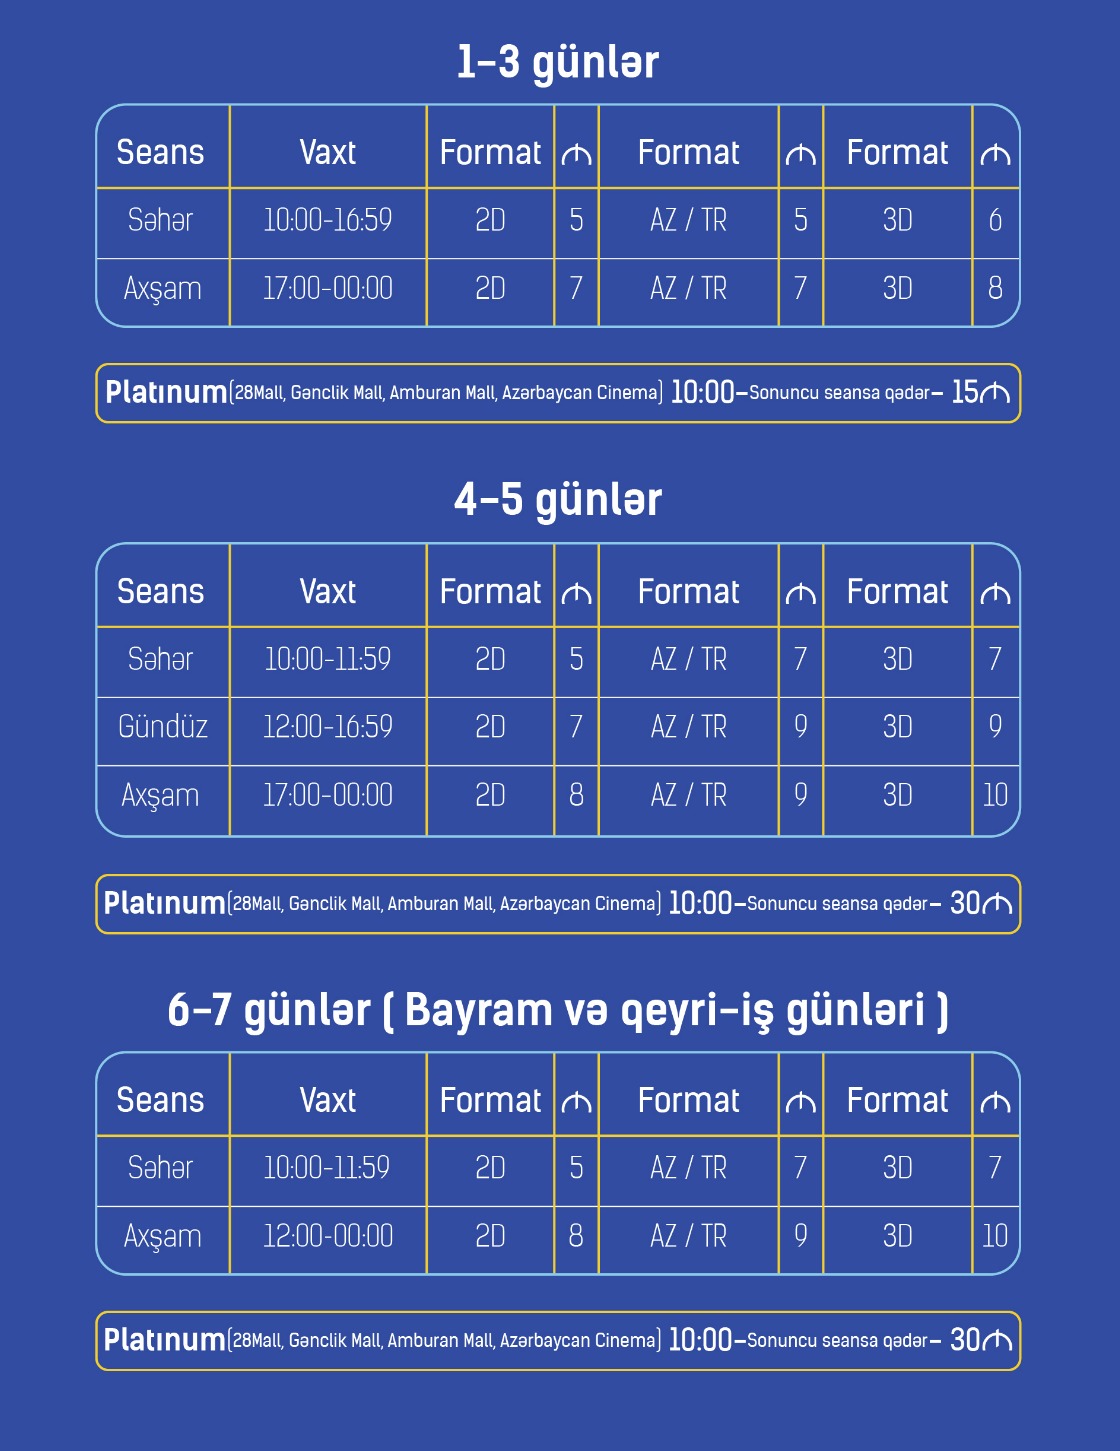 1-3 günlər
Seans Vaxt Format ₼ Format ₼ Format ₼
Səhər 10:00-16:59 2D 5 AZ / TR 5 3D 6
Axşam 17:00-00:00 2D 7 AZ / TR 7 3D 8
Platınum(28Mall, Gənclik Mall, Amburan Mall, Azərbaycan Cinema) 10:00-Sonuncu seansa qədər- 15₼
4-5 günlər
Seans Vaxt Format ₼ Format ₼ Format ₼
Səhər 10:00-11:59 2D 5 AZ / TR 7 3D 7
Gündüz 12:00-16:59 2D 7 AZ / TR 9 3D 9
Axşam 17:00-00:00 2D 8 AZ / TR 9 3D 10
Platınum(28Mall, Gənclik Mall, Amburan Mall, Azərbaycan Cinema) 10:00-Sonuncu seansa qədər- 30₼
6-7 günlər ( Bayram və qeyri-iş günləri )
Seans Vaxt Format ₼ Format ₼ Format ₼
Səhər 10:00-11:59 2D 5 AZ / TR 7 3D 7
Axşam 12:00-00:00 2D 8 AZ / TR 9 3D 10
Platınum(28Mall, Gənclik Mall, Amburan Mall, Azərbaycan Cinema) 10:00-Sonuncu seansa qədər- 30₼